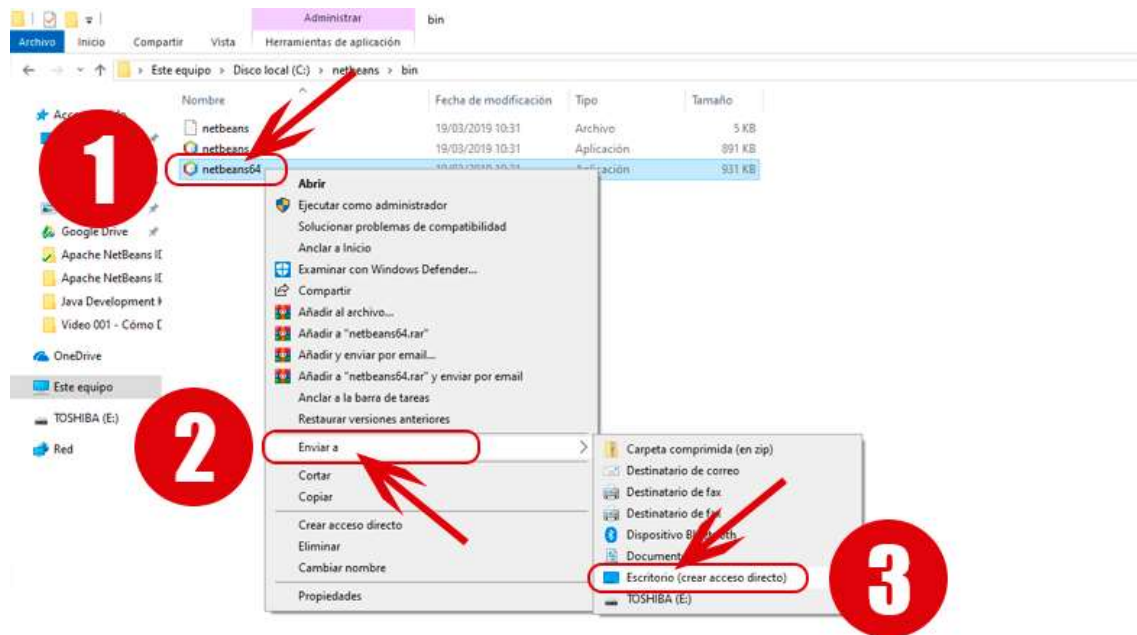 Administrar
bin
Archivo
Inicio
Compartir
Vista
Herramientas de aplicación
Este equipo > Disco local (C:) > netbeans > bin
Nombre
Fecha de modificación
Tipo
Tamaño
netbeans
19/03/2019 10:31
Archivo
5 KB
netbeans
19/03/2019 10:31
Aplicación
891 KB
netbeans64
931 KB
1
Google Drive
Apache NetBeans IE
Apache NetBeans IE
Java Development
Video 001 - Cómo
OneDrive
Este equipo
TOSHIBA (E:)
Red
Abrir
Ejecutar como administrador
Solucionar problemas de compatibilidad
Anclar a Inicio
Examinar con Windows Defender...
Compartir
Añadir al archivo...
Añadir a "netbeans64.rar"
Añadir y enviar por email...
Añadir a "netbeans64.rar" y enviar por email
Anclar a la barra de tareas
Restaurar versiones anteriores
2
Enviar a
Cortar
Copiar
Crear acceso directo
Eliminar
Cambiar nombre
Propiedades
Carpeta comprimida (en zip)
Destinatario de correo
Destinatario de fax
Destinatario de fax
Dispositivo Bluetooth
Escritorio (crear acceso directo)
TOSHIBA (E:)
3